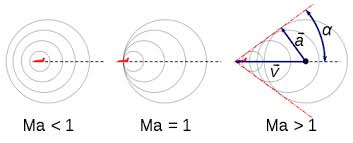 α
a⃗
v⃗
Ma < 1
Ma = 1
Ma > 1